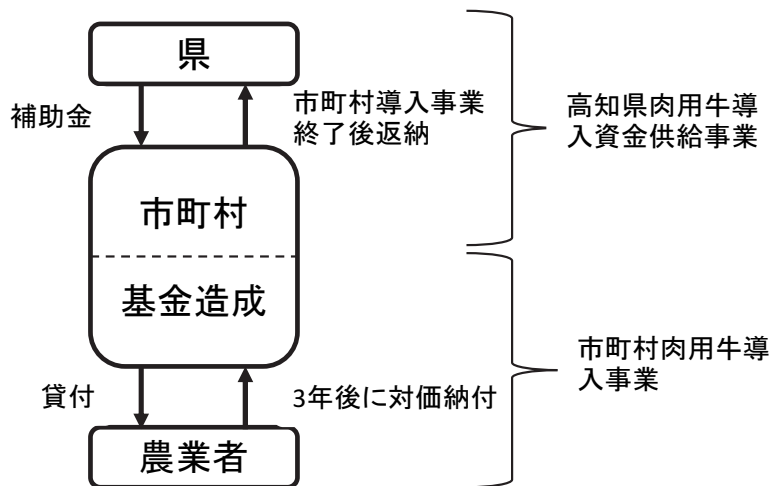 県
補助金
市町村導入事業
終了後返納
高知県肉用牛導
入資金供給事業
市町村
基金造成
市町村肉用牛導
入事業
貸付
3年後に対価納付
農業者